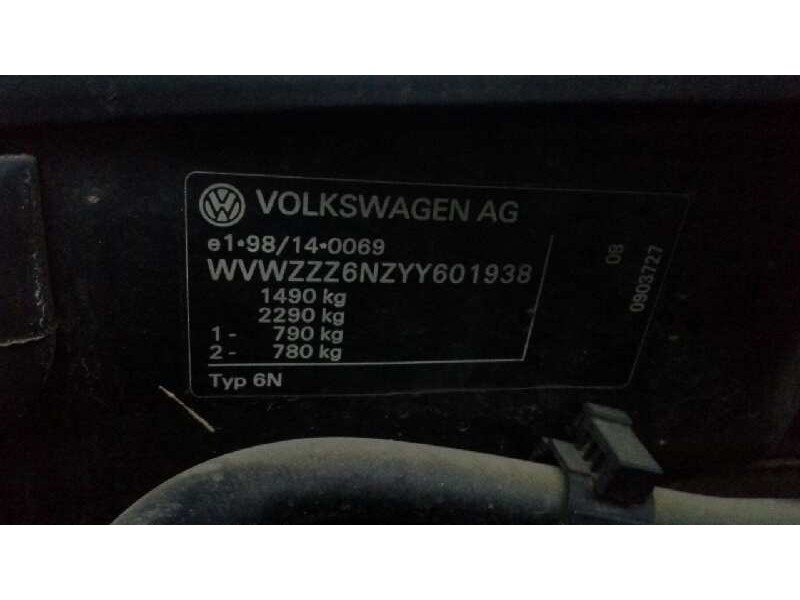 VOLKSWAGEN AG
e1*98/14*0069
WVWZZZ6NZYY601938
1490 kg
2290 kg
1- 790 kg
2- 780 kg
Typ 6N
08
0903727